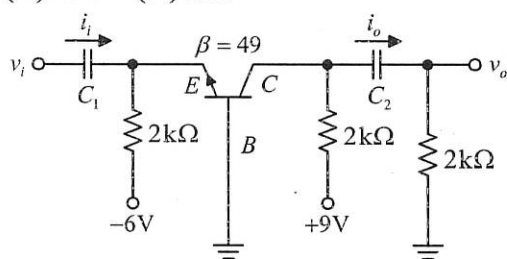 i_i
β = 49
i_o
v_i
C_1
E
C
C_2
v_o
2kΩ
B
2kΩ
2kΩ
−6V
+9V